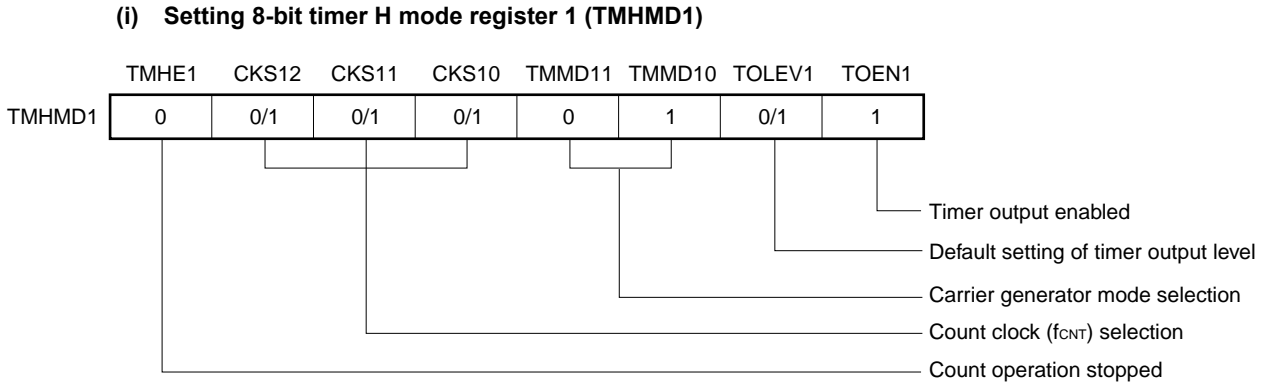 (i) Setting 8-bit timer H mode register 1 (TMHMD1)
TMHE1 CKS12 CKS11 CKS10 TMMD11 TMMD10 TOLEV1 TOEN1
TMHMD1 0 0/1 0/1 0/1 0 1 0/1 1
Timer output enabled
Default setting of timer output level
Carrier generator mode selection
Count clock (fCNT) selection
Count operation stopped